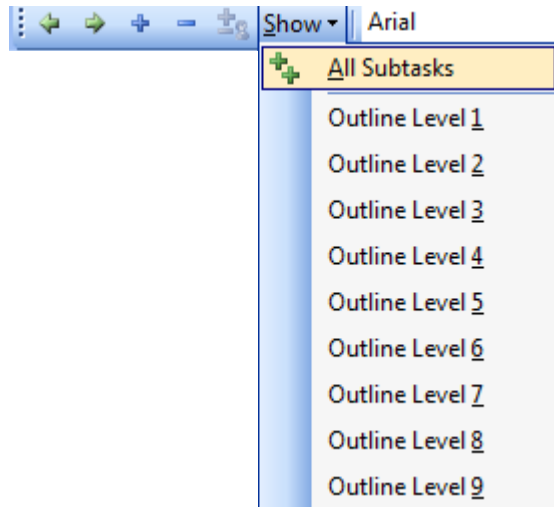 Show Arial
All Subtasks
Outline Level 1
Outline Level 2
Outline Level 3
Outline Level 4
Outline Level 5
Outline Level 6
Outline Level 7
Outline Level 8
Outline Level 9